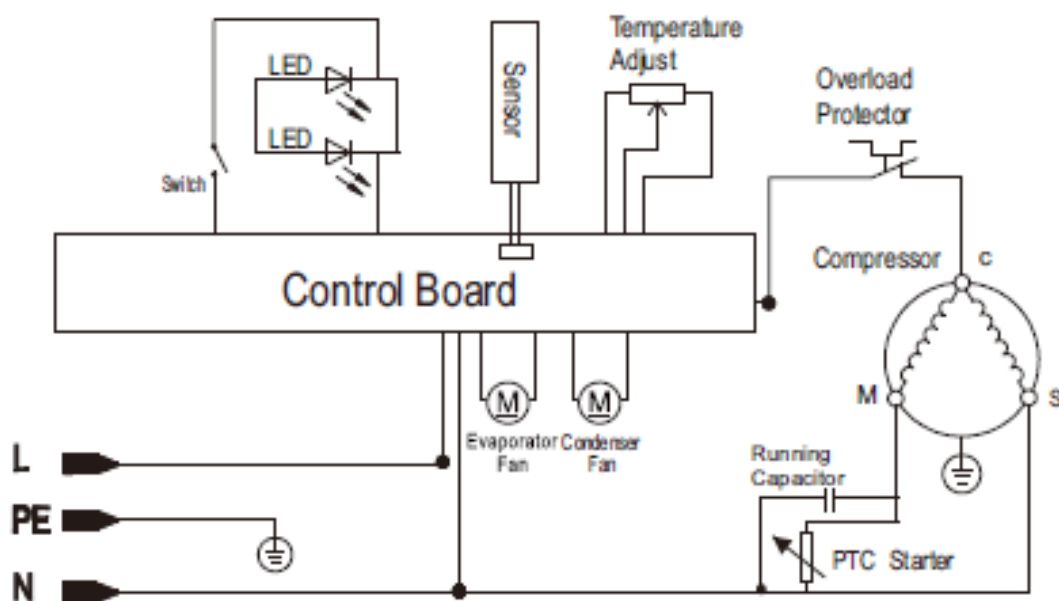 LED
LED
Switch
Sensor
Temperature
Adjust
Overload
Protector
Control Board
Compressor
C
M
S
M
Evaporator
Fan
M
Condenser
Fan
Running
Capacitor
PTC Starter
L
PE
N